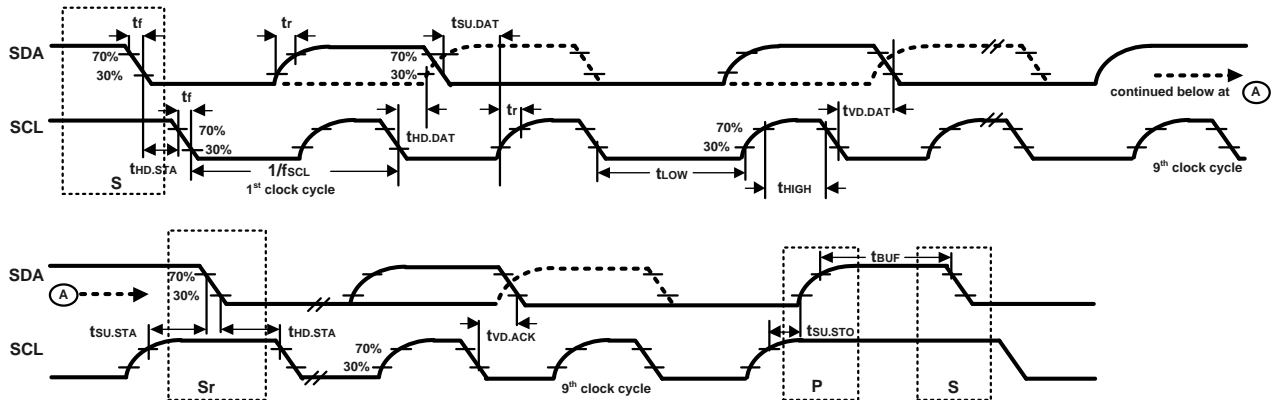 tf
tr
tSU.DAT
SDA
70%
30%
70%
30%
continued below at A
tf
tHD.DAT
tr
tVD.DAT
SCL
70%
30%
70%
30%
tHD.STA
1/fSCL
tLOW
tHIGH
S
1st clock cycle
9th clock cycle
tBUF
SDA
70%
30%
A
tSU.STA
tHD.STA
tVD.ACK
tSU.STO
SCL
70%
30%
Sr
9th clock cycle
P
S